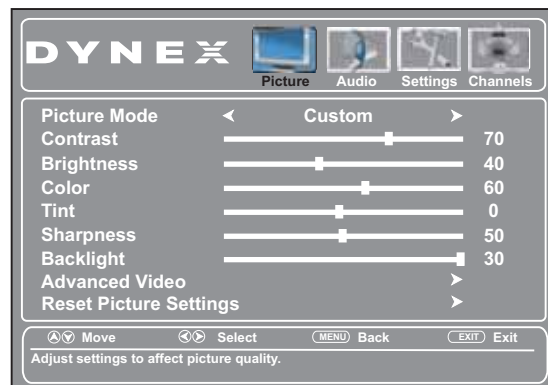 DYNEX
Picture Audio Settings Channels
Picture Mode Custom
Contrast 70
Brightness 40
Color 60
Tint 0
Sharpness 50
Backlight 30
Advanced Video
Reset Picture Settings
Move Select MENU Back EXIT Exit
Adjust settings to affect picture quality.